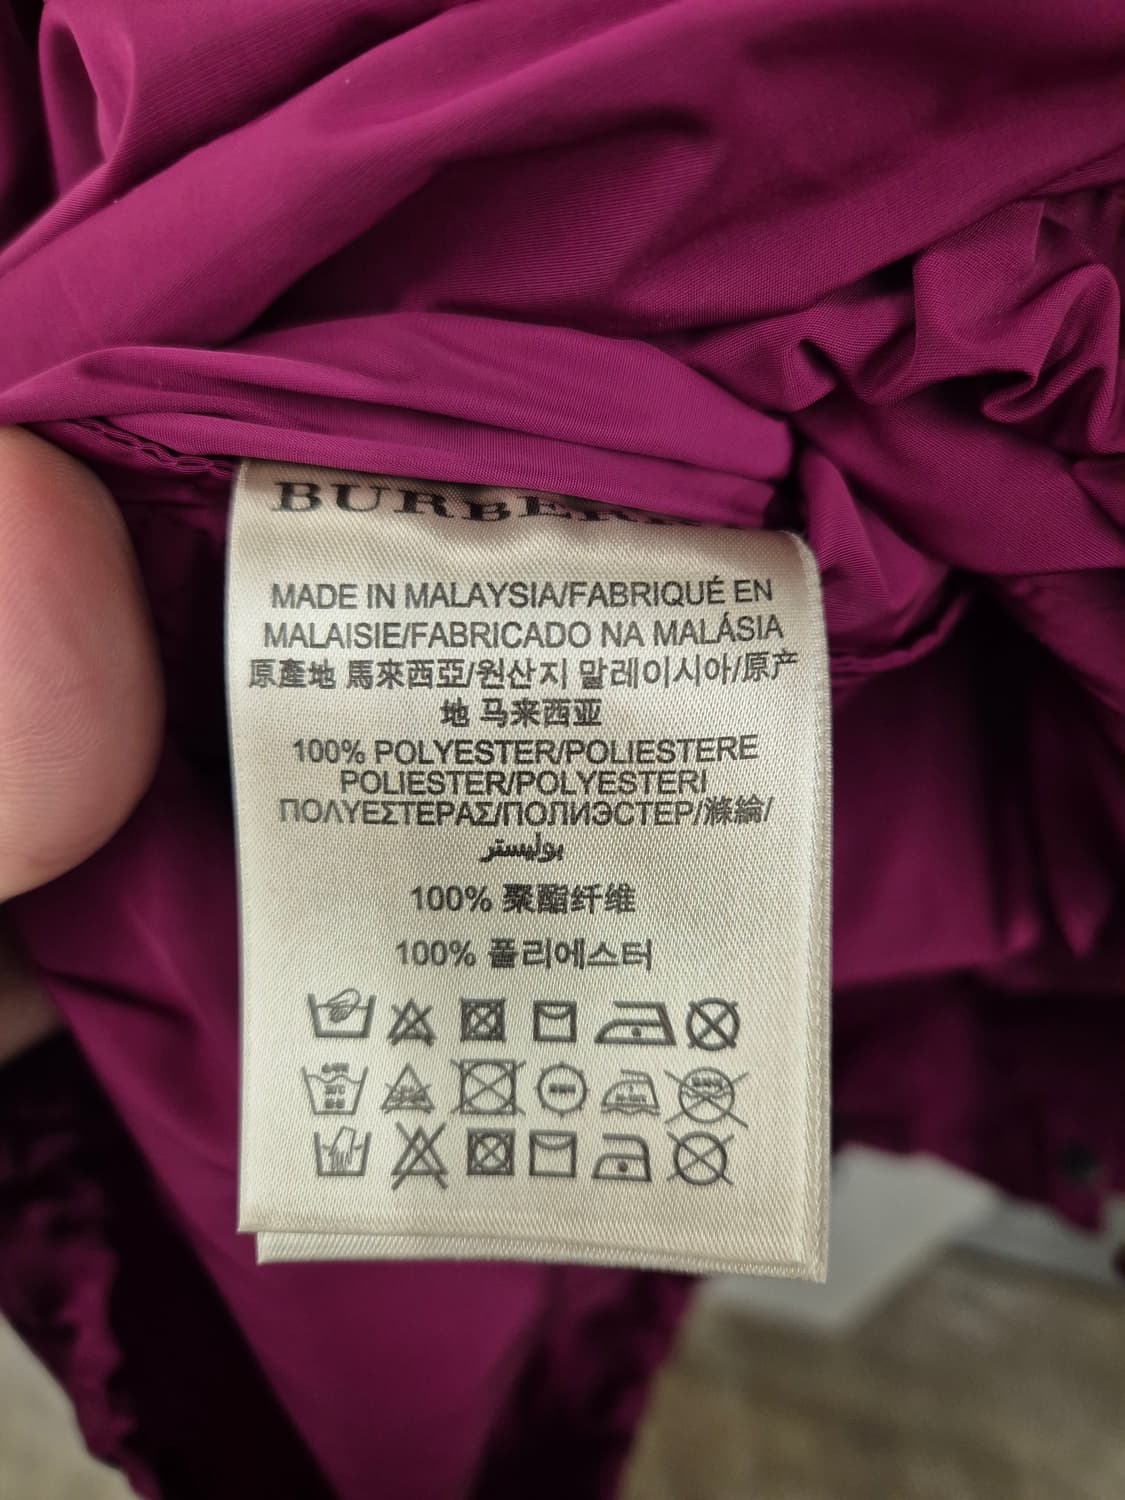 BURBERRY
MADE IN MALAYSIA/FABRIQUÉ EN
MALAISIE/FABRICADO NA MALÁSIA
原產地 馬來西亞/원산지 말레이시아/原产
地 马来西亚
100% POLYESTER/POLIESTERE
POLIESTER/POLYESTERI
ΠΟΛΥΕΣΤΕΡΑΣ/ПОЛИЭСТЕР/滌綸/
بوليستر
100% 聚酯纤维
100% 폴리에스터